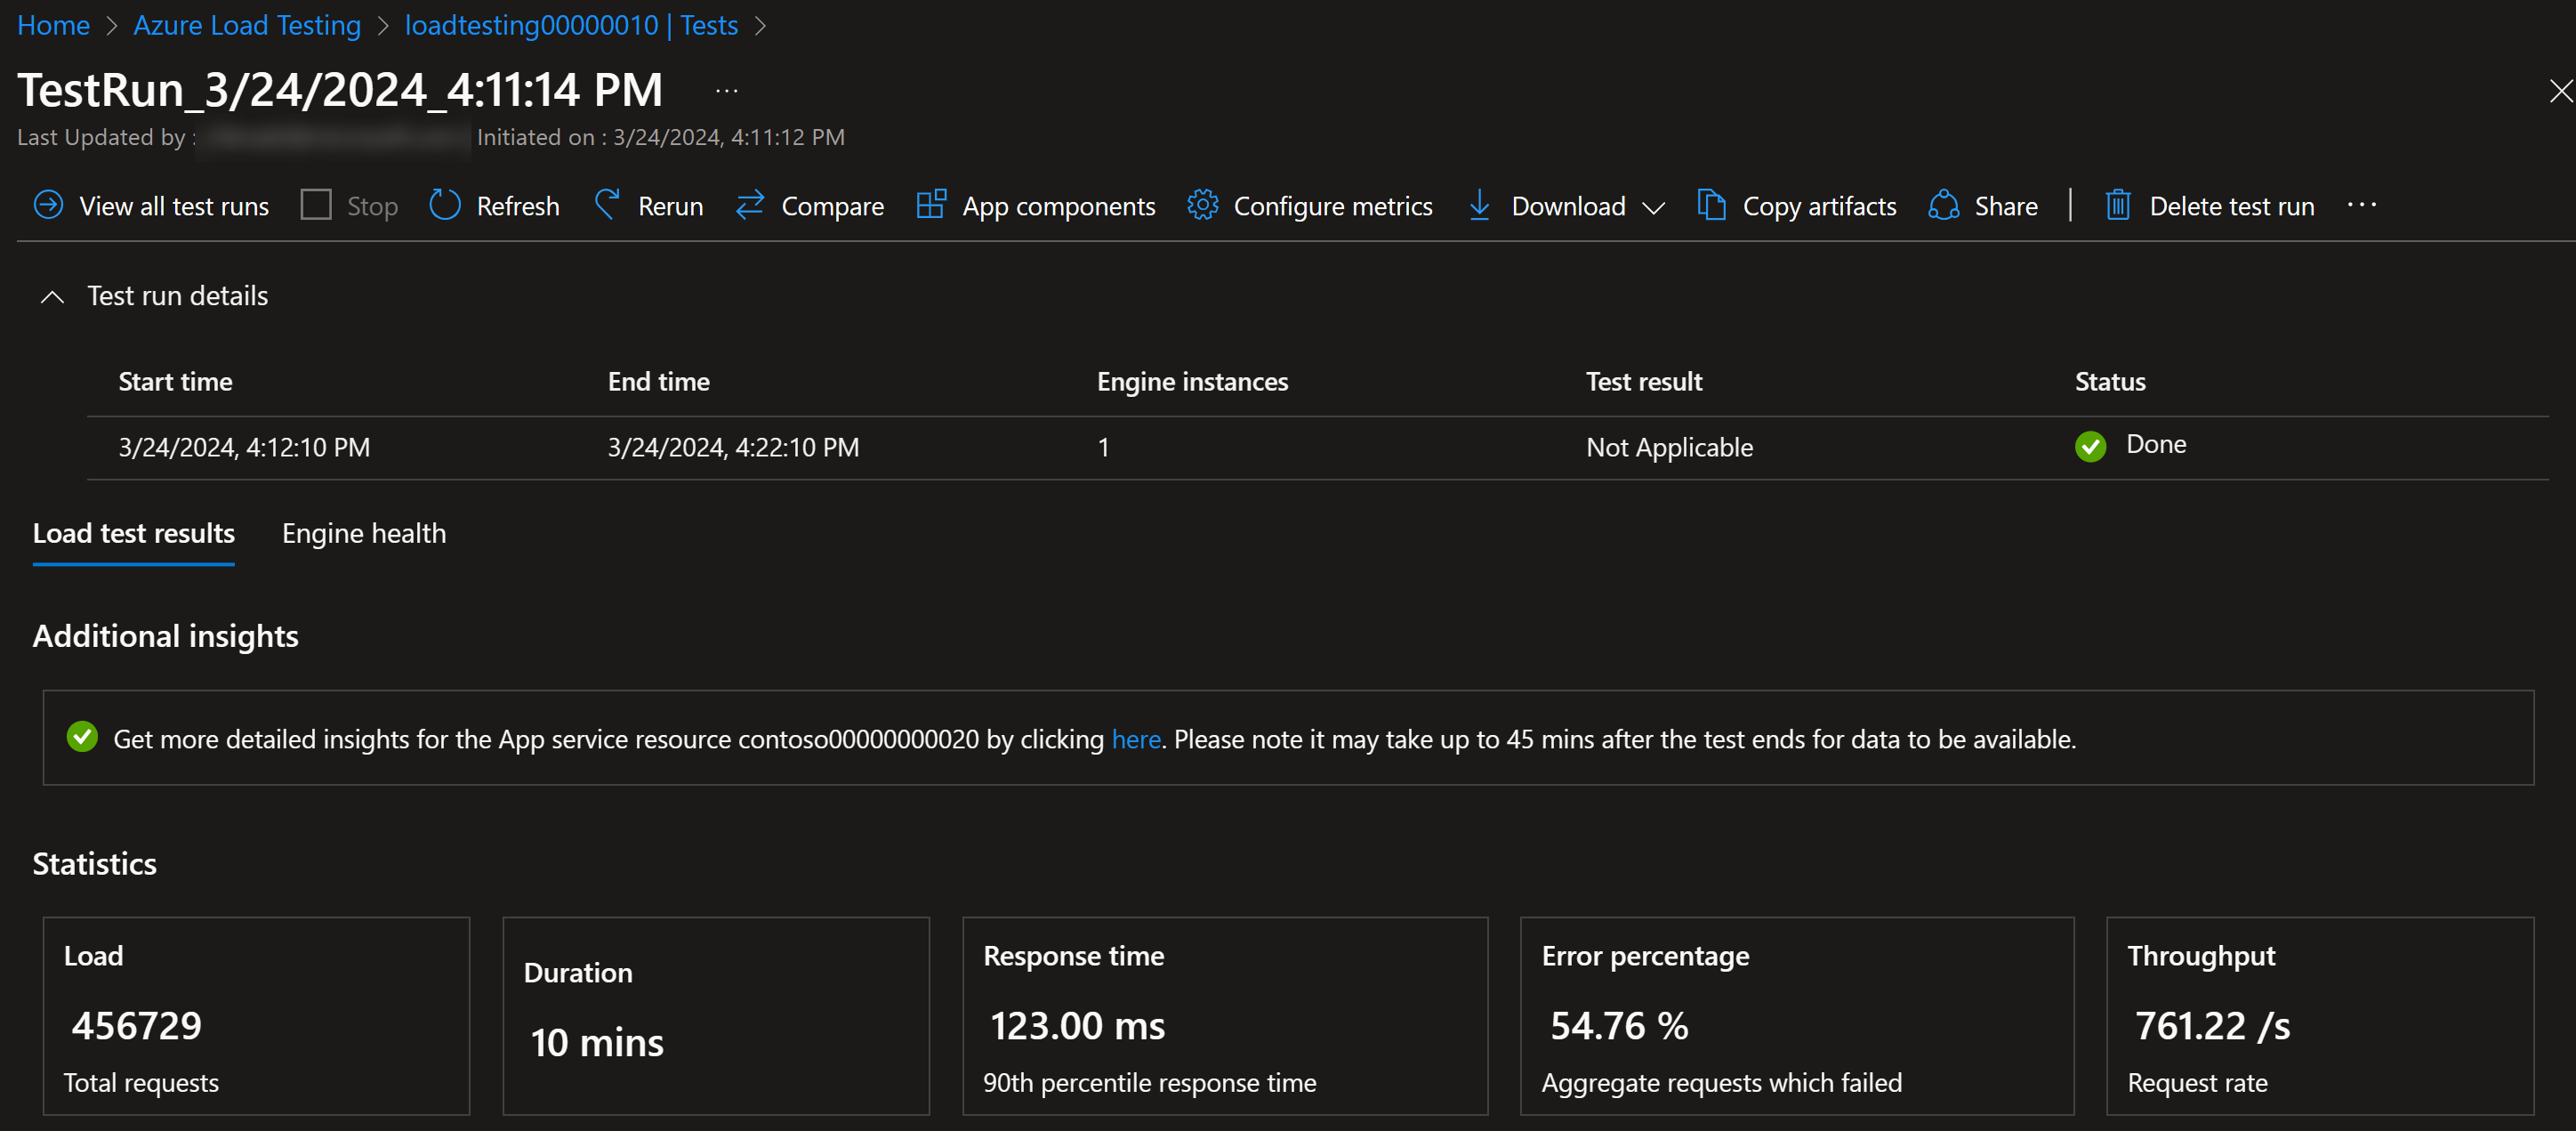 Home > Azure Load Testing > loadtesting00000010 | Tests >
TestRun_3/24/2024_4:11:14 PM ...
Last Updated by : Initiated on : 3/24/2024, 4:11:12 PM
View all test runs Stop Refresh Rerun Compare App components Configure metrics Download Copy artifacts Share | Delete test run ...
Test run details
Start time End time Engine instances Test result Status
3/24/2024, 4:12:10 PM 3/24/2024, 4:22:10 PM 1 Not Applicable Done
Load test results Engine health
Additional insights
Get more detailed insights for the App service resource contoso00000000020 by clicking here. Please note it may take up to 45 mins after the test ends for data to be available.
Statistics
Load
456729
Total requests
Duration
10 mins
Response time
123.00 ms
90th percentile response time
Error percentage
54.76 %
Aggregate requests which failed
Throughput
761.22 /s
Request rate